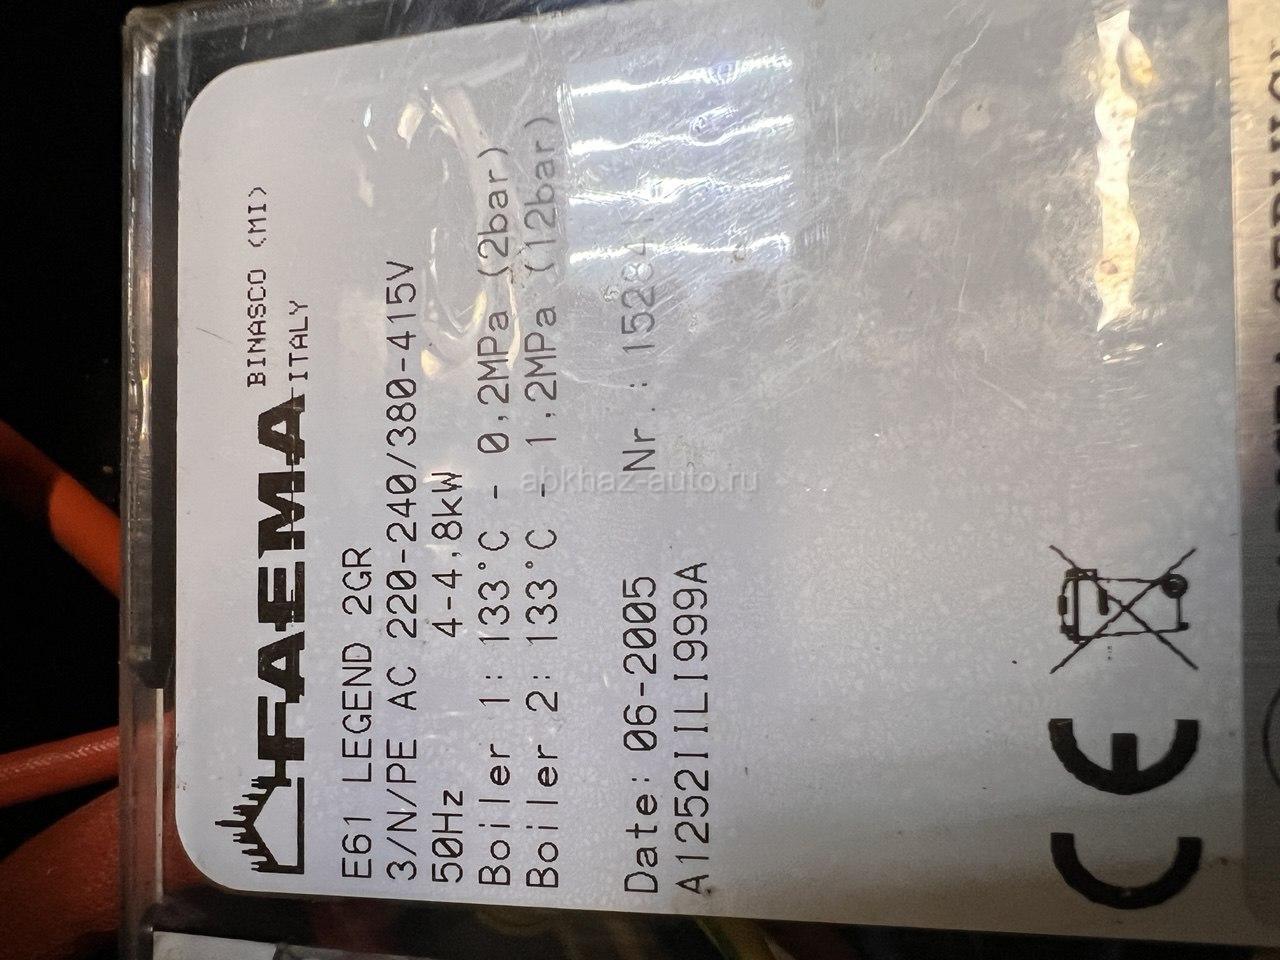 FAEMA BINASCO (MI)
ITALY
E61 LEGEND 2GR
3/N/PE AC 220-240/380-415V
50Hz 4-4,8kW
Boiler 1: 133°C - 0,2MPa (2bar)
Boiler 2: 133°C - 1,2MPa (12bar)
Date: 06-2005 Nr.:
A1252IILI999A
CE
abkhaz-auto.ru